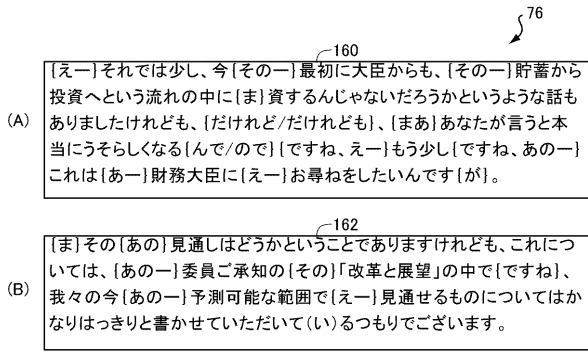 76
160
(A)
{えー}それでは少し、今{そのー}最初に大臣からも、{そのー}貯蓄から
投資へという流れの中に{ま}資するんじゃないだろうかというような話も
ありましたけれども、{だけれど/だけれども}、{まあ}あなたが言うと本
当にうそらしくなる{んで/ので}{ですね、えー}もう少し{ですね、あのー}
これは{あー}財務大臣に{えー}お尋ねをしたいんです{が}。
162
(B)
{ま}その{あの}見通しはどうかということでありますけれども、これにつ
いては、{あのー}委員ご承知の{その}「改革と展望」の中で{ですね}、
我々の今{あのー}予測可能な範囲で{えー}見通せるものについてはか
なりはっきりと書かせていただいて(い)るつもりでございます。